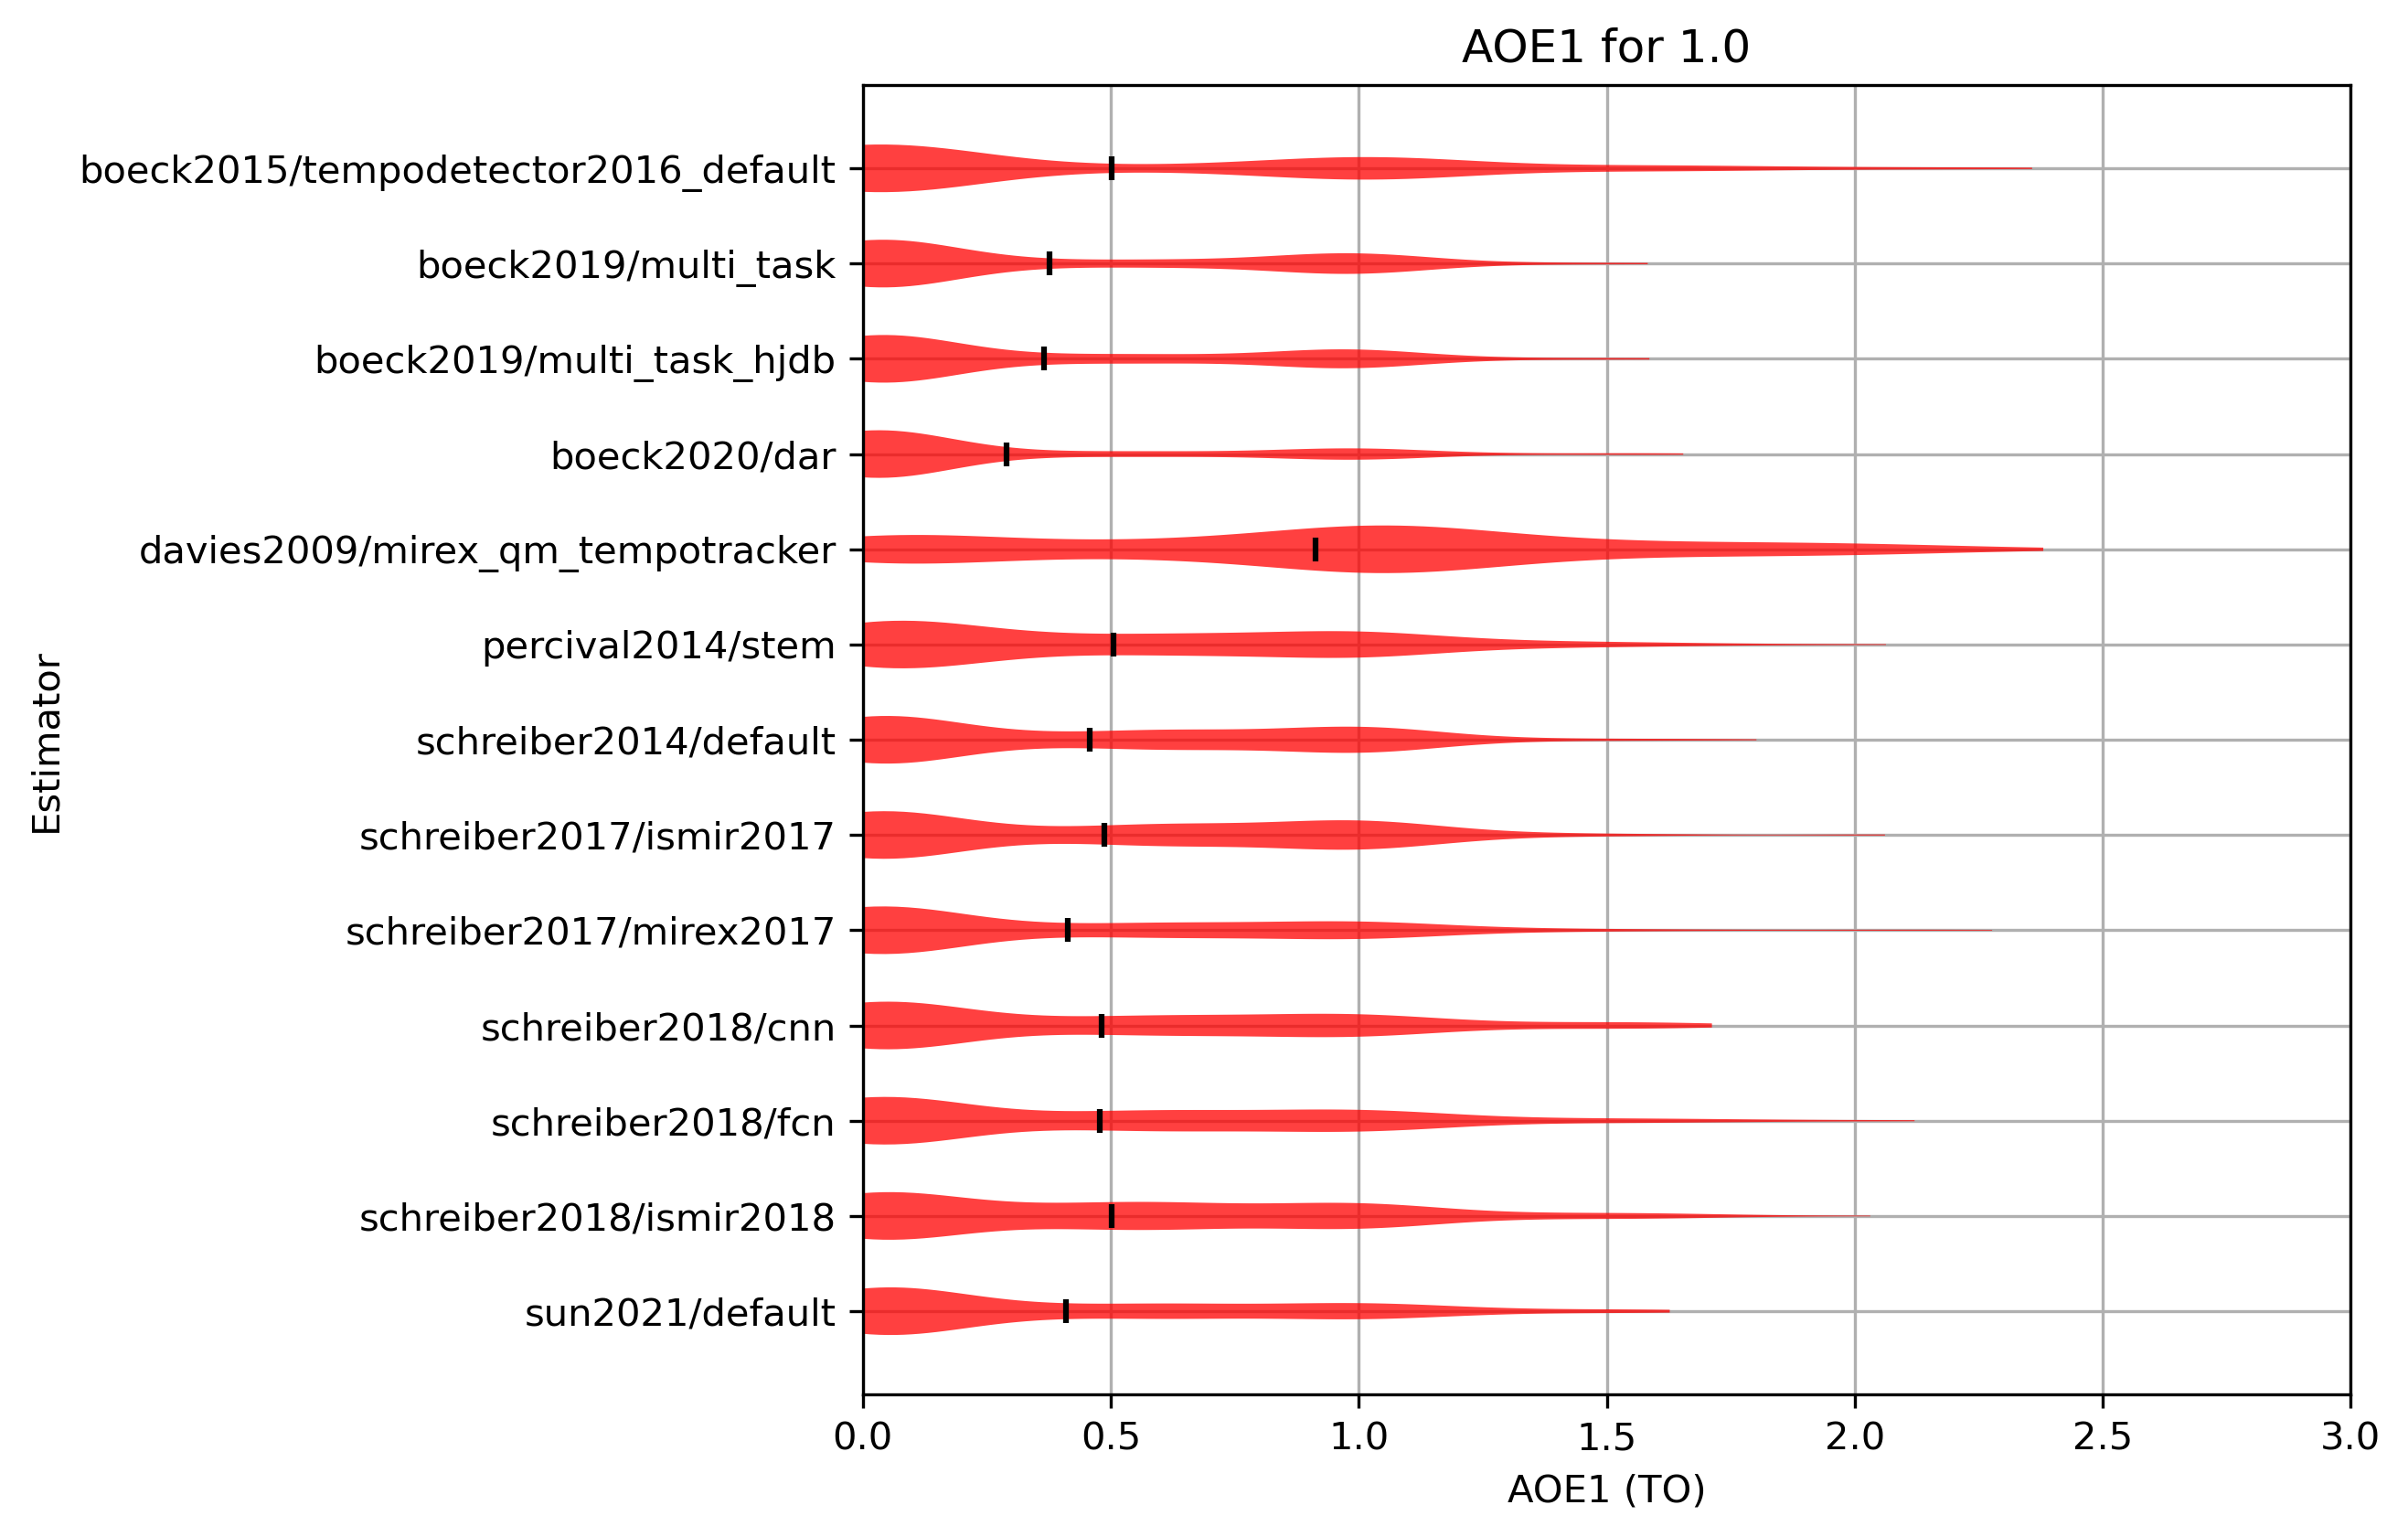 AOE1 for 1.0
boeck2015/tempodetector2016_default
boeck2019/multi_task
boeck2019/multi_task_hjdb
boeck2020/dar
davies2009/mirex_qm_tempotracker
percival2014/stem
schreiber2014/default
schreiber2017/ismir2017
schreiber2017/mirex2017
schreiber2018/cnn
schreiber2018/fcn
schreiber2018/ismir2018
sun2021/default
Estimator
0.0 0.5 1.0 1.5 2.0 2.5 3.0
AOE1 (TO)